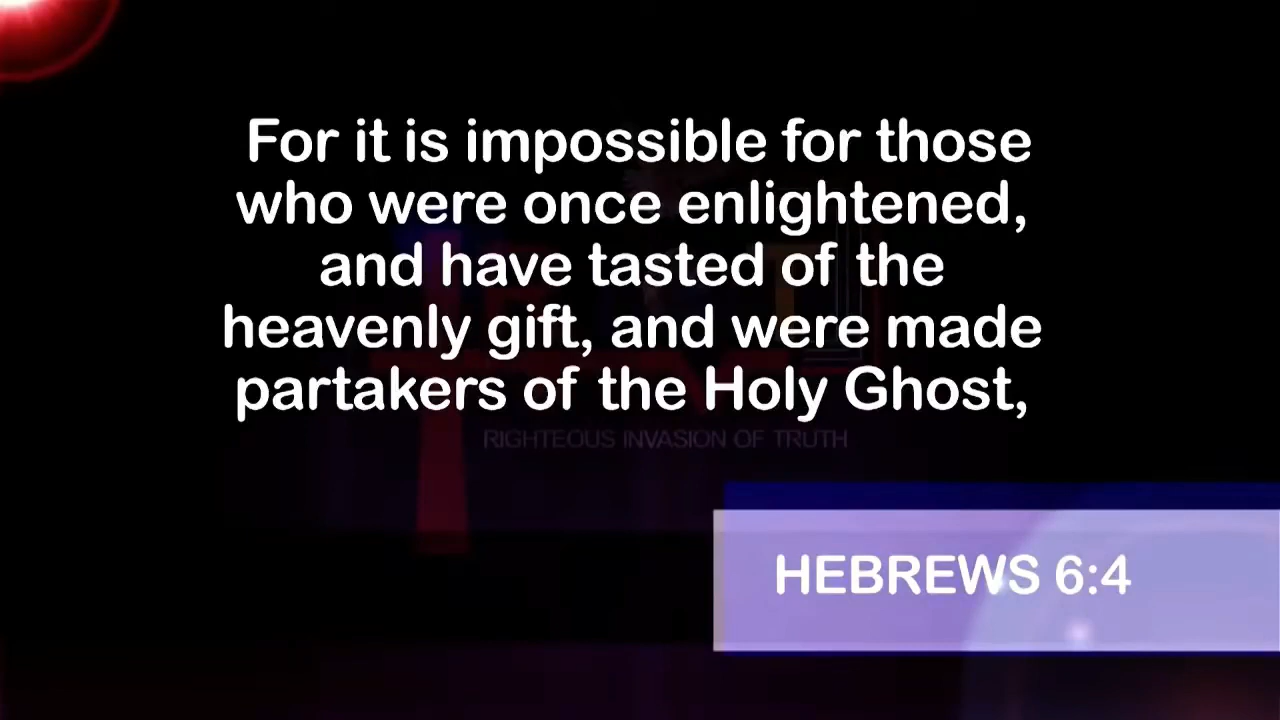 For it is impossible for those
who were once enlightened,
and have tasted of the
heavenly gift, and were made
partakers of the Holy Ghost,
RIGHTEOUS INVASION OF TRUTH
HEBREWS 6:4